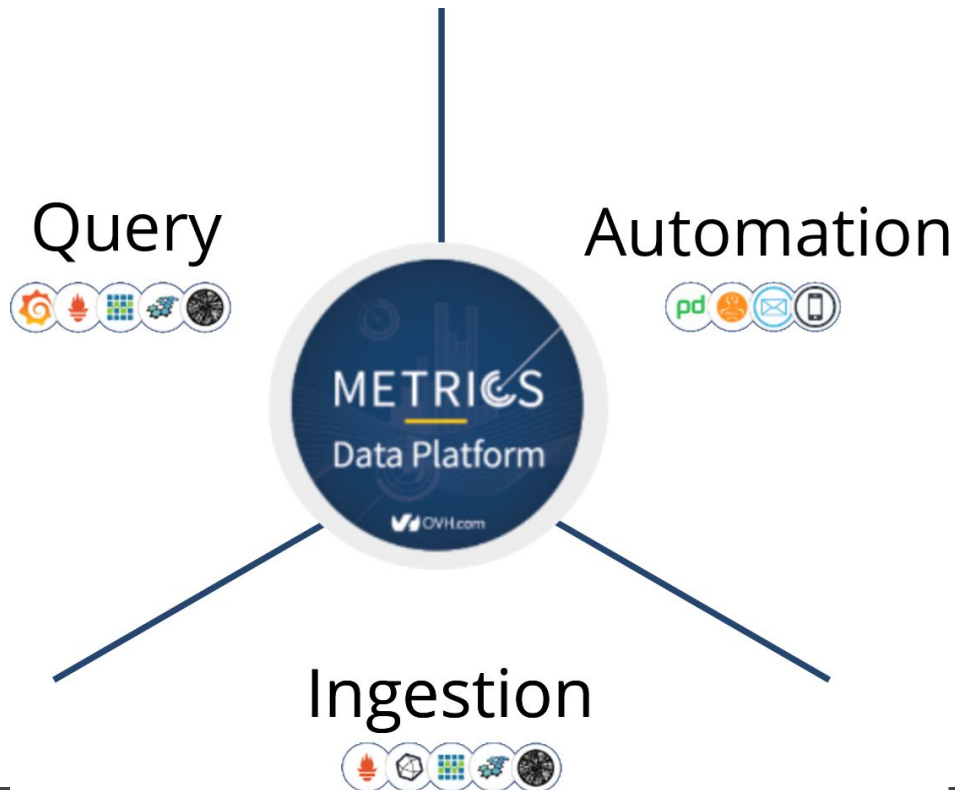 Query
Automation
pd
METRICS
Data Platform
OVH.com
Ingestion